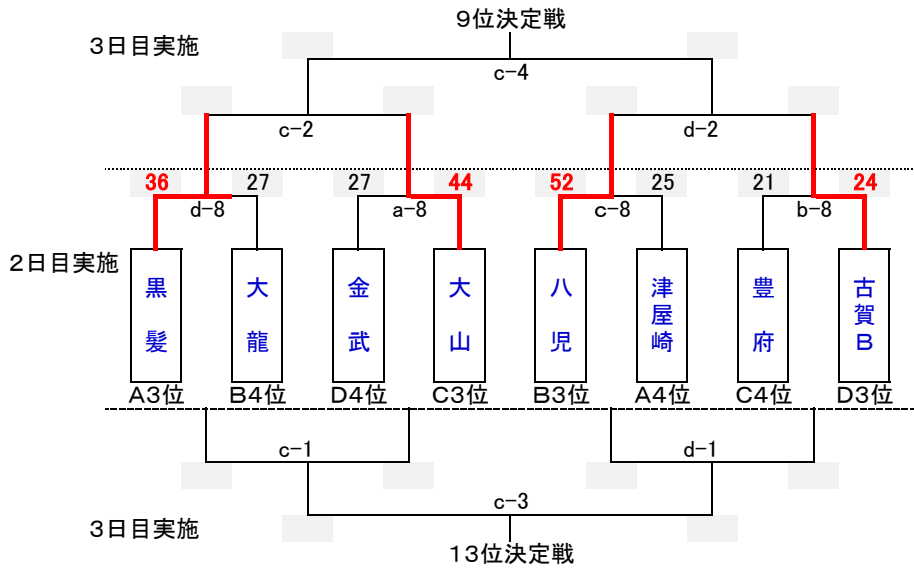 9位決定戦
3日目実施
c-4
c-2 d-2
36 27 27 44 52 25 21 24
d-8 a-8 c-8 b-8
2日目実施
黒髪 大龍 金武 大山 八児 津屋崎 豊府 古賀B
A3位 B4位 D4位 C3位 B3位 A4位 C4位 D3位
c-1 d-1
c-3
3日目実施
13位決定戦